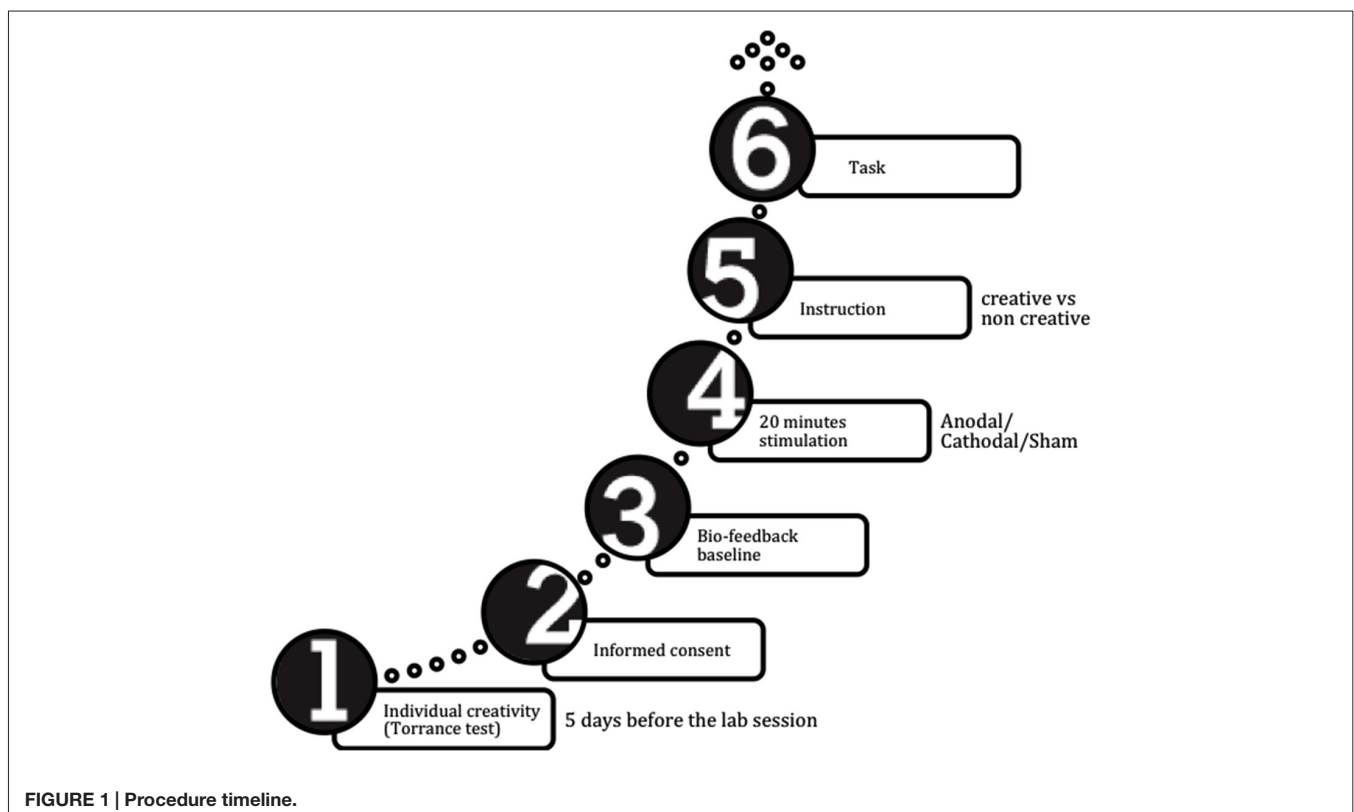 6
Task
5
Instruction
creative vs
non creative
4
20 minutes
stimulation
Anodal/
Cathodal/Sham
3
Bio-feedback
baseline
2
Informed consent
1
Individual creativity
(Torrance test)
5 days before the lab session
FIGURE 1 | Procedure timeline.